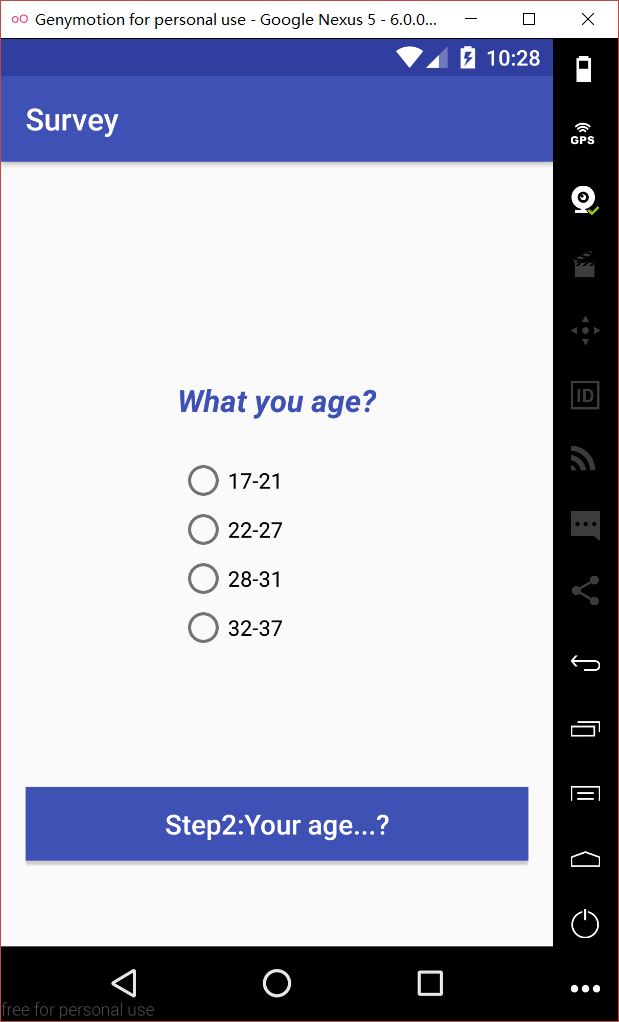 Genymotion for personal use - Google Nexus 5 - 6.0.0...
10:28
GPS
Survey
ID
What you age?
17-21
22-27
28-31
32-37
Step2:Your age...?
free for personal use